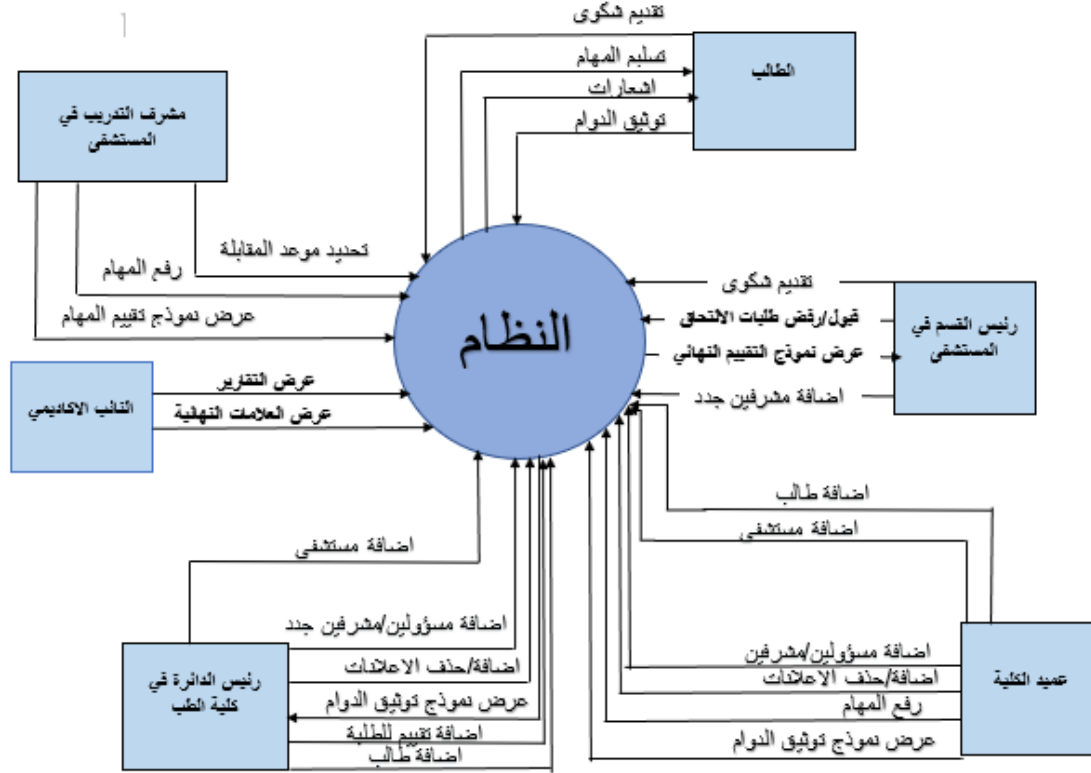 تقديم شكوى
تسليم المهام
اشعارات
توثيق الدوام
الطالب
مشرف التدريب في
المستشفى
تحديد موعد المقابلة
رفع المهام
عرض نموذج تقييم المهام
النظام
تقديم شكوى
قبول/رفض طلبات الالتحاق
عرض نموذج التقييم النهائي
اضافة مشرفين جدد
رئيس القسم في
المستشفى
النائب الاكاديمي
عرض التقارير
عرض العلامات النهائية
اضافة طالب
اضافة مستشفى
اضافة مستشفى
اضافة مسؤولين/مشرفين جدد
اضافة/حذف الاعلانات
عرض نموذج توثيق الدوام
اضافة تقييم للطلبة
اضافة طالب
رئيس الدائرة في
كلية الطب
اضافة مسؤولين/مشرفين
اضافة/حذف الاعلانات
رفع المهام
عرض نموذج توثيق الدوام
عميد الكلية